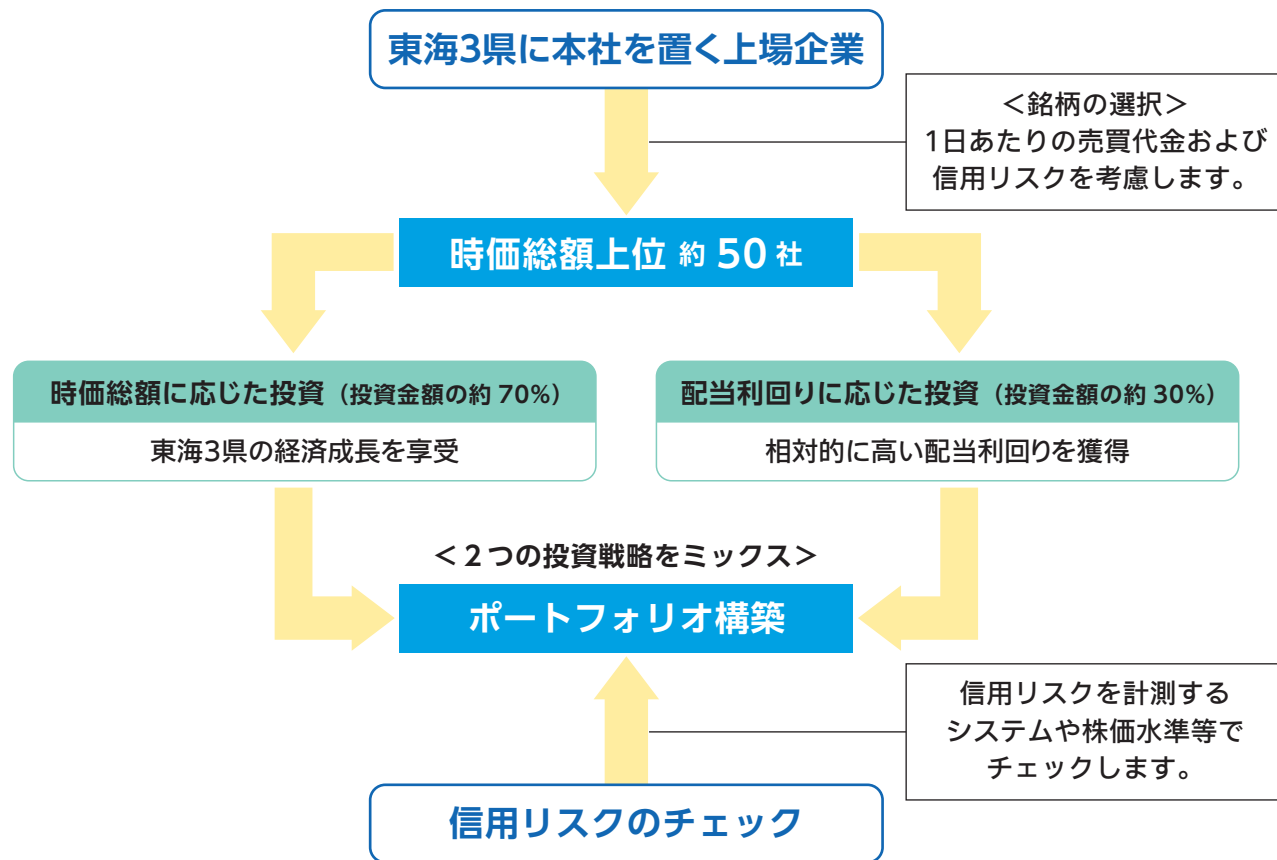 東海3県に本社を置く上場企業
＜銘柄の選択＞
1日あたりの売買代金および
信用リスクを考慮します。
時価総額上位 約 50 社
時価総額に応じた投資（投資金額の約 70%）
東海3県の経済成長を享受
配当利回りに応じた投資（投資金額の約 30%）
相対的に高い配当利回りを獲得
＜２つの投資戦略をミックス＞
ポートフォリオ構築
信用リスクを計測する
システムや株価水準等で
チェックします。
信用リスクのチェック